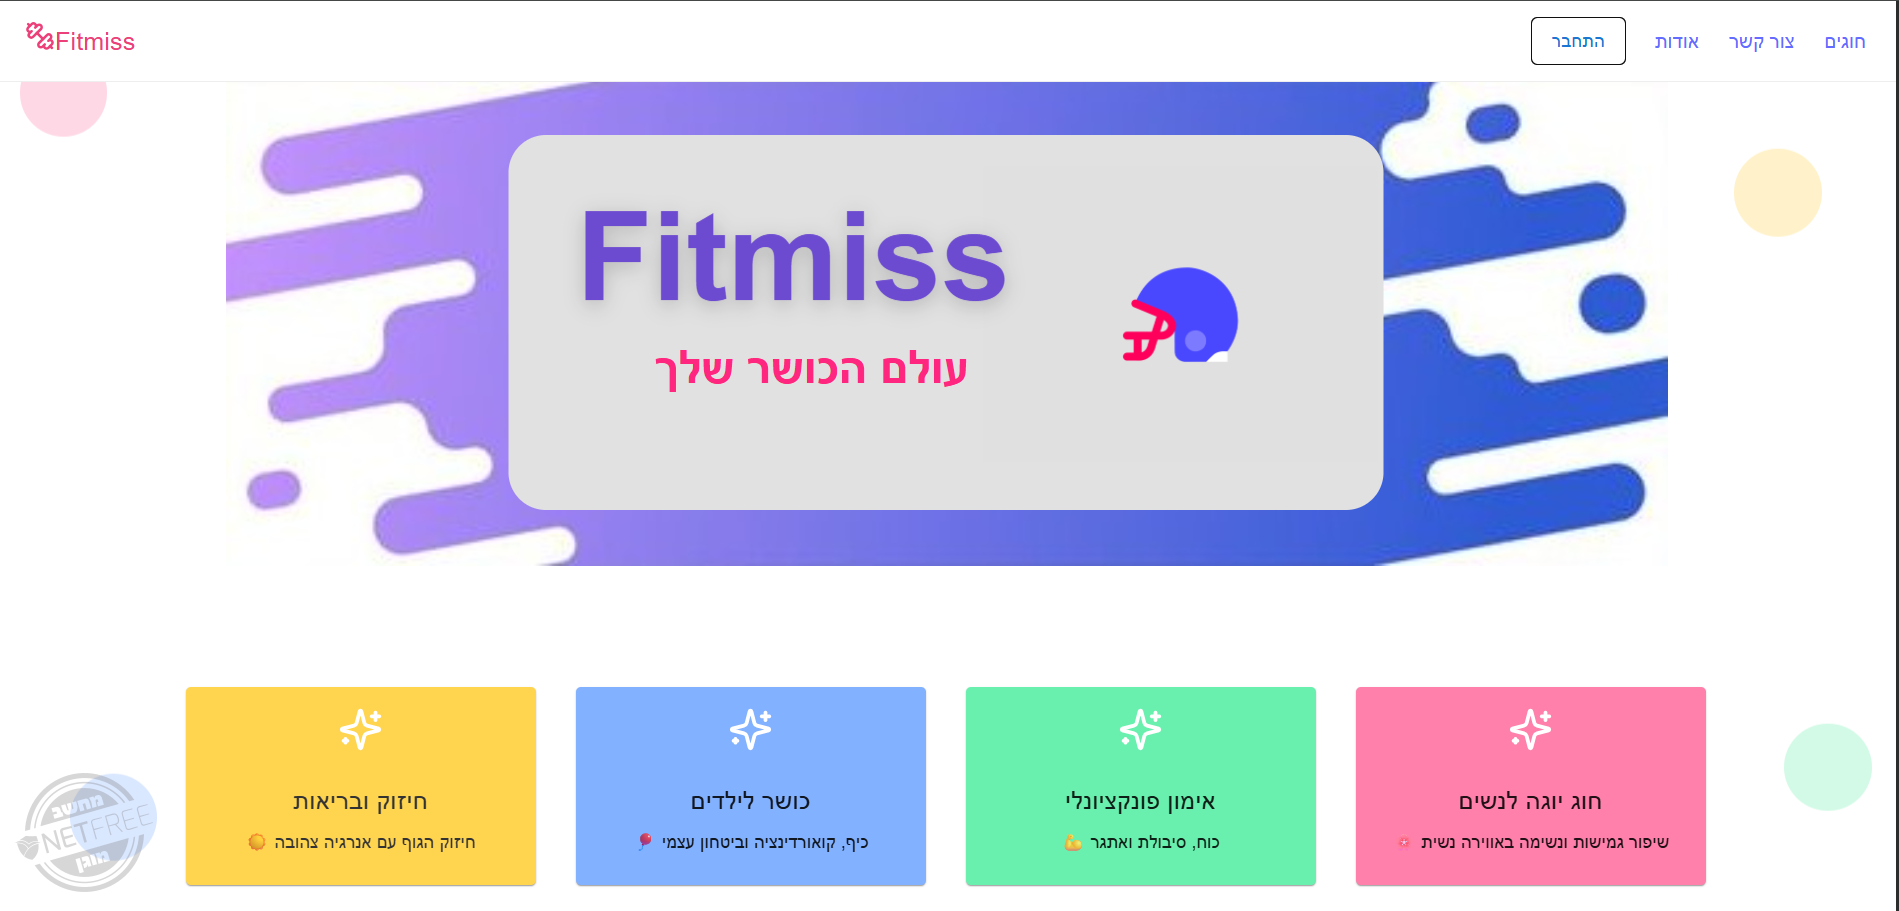 Fitmiss
חוגים
צור קשר
אודות
התחבר
Fitmiss
עולם הכושר שלך
חוג יוגה לנשים
שיפור גמישות ונשימה באווירה נשית 🌸
אימון פונקציונלי
כוח, סיבולת ואתגר 💪
כושר לילדים
כיף, קואורדינציה וביטחון עצמי 🎈
חיזוק ובריאות
חיזוק הגוף עם אנרגיה צהובה 🌞
מחשב
NETFREE
מוגן